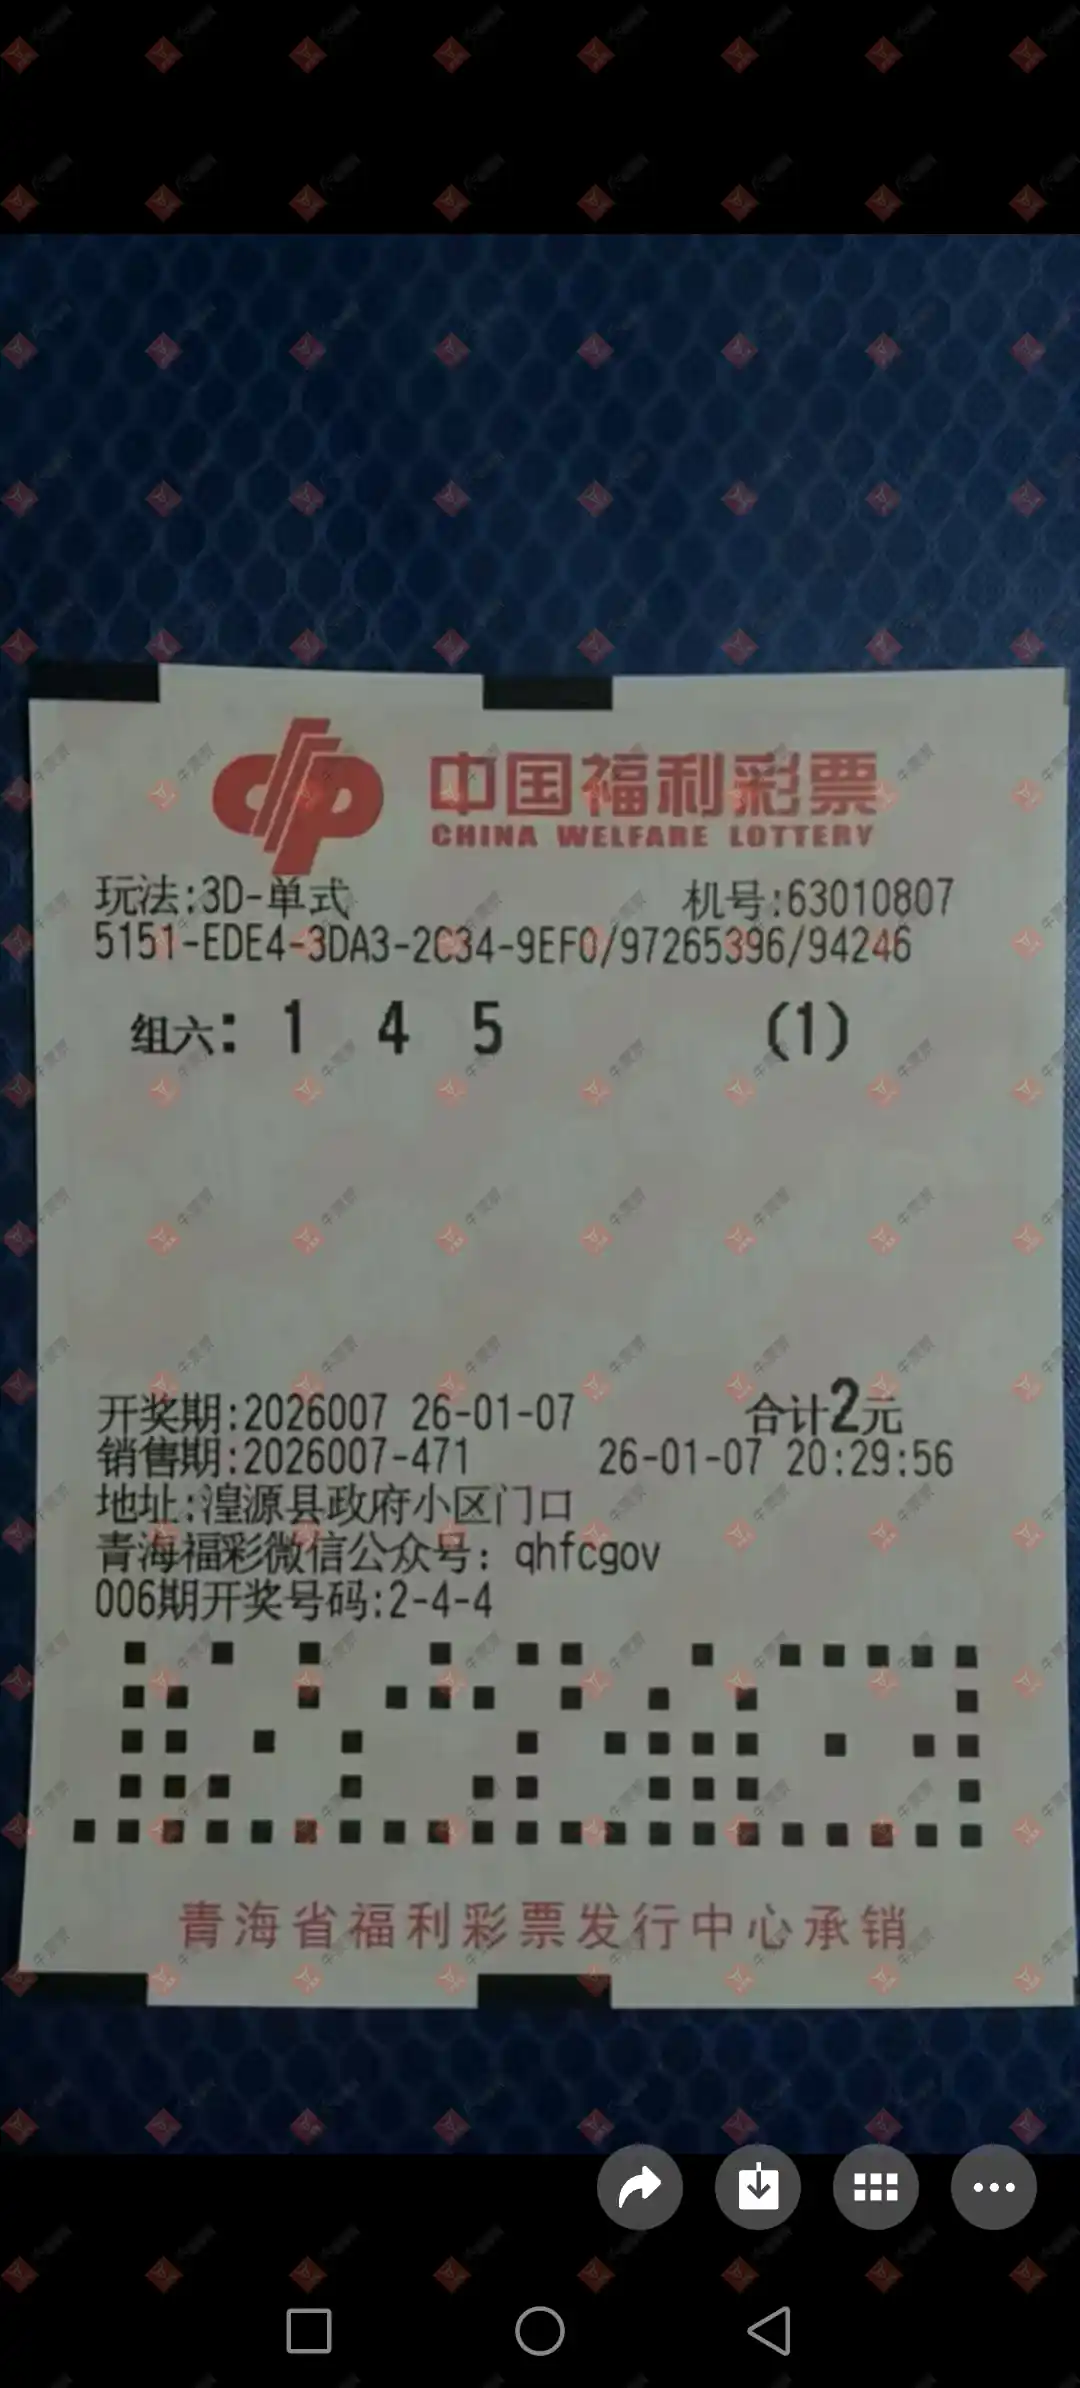 中国福利彩票
CHINA WELFARE LOTTERY
玩法:3D-单式 机号:63010807
5151-EDE4-3DA3-2C34-9EF0/97265396/94246
组六: 1 4 5 (1)
开奖期:2026007 26-01-07 合计2元
销售期:2026007-471 26-01-07 20:29:56
地址:湟源县政府小区门口
青海福彩微信公众号: qhfcgov
006期开奖号码:2-4-4
青海省福利彩票发行中心承销